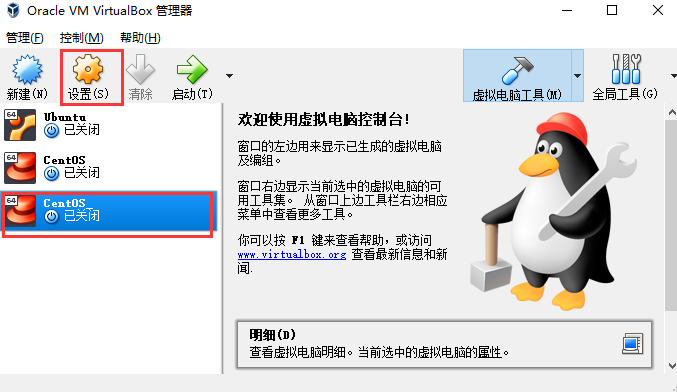 Oracle VM VirtualBox 管理器
管理(F) 控制(M) 帮助(H)
新建(N) 设置(S) 清除 启动(T) 虚拟电脑工具(M) 全局工具(G)
64 Ubuntu
已关闭
64 CentOS
已关闭
64 CentOS_
已关闭
欢迎使用虚拟电脑控制台!
窗口的左边用来显示已生成的虚拟电脑
及编组。
窗口右边显示当前选中的虚拟电脑的可
用工具集。 从窗口上边工具栏右边相应
菜单中查看更多工具。
你可以按 F1 键来查看帮助，或访问
www.virtualbox.org 查看最新信息和新
闻.
明细(D)
查看虚拟电脑明细。当前选中的虚拟电脑的属性。